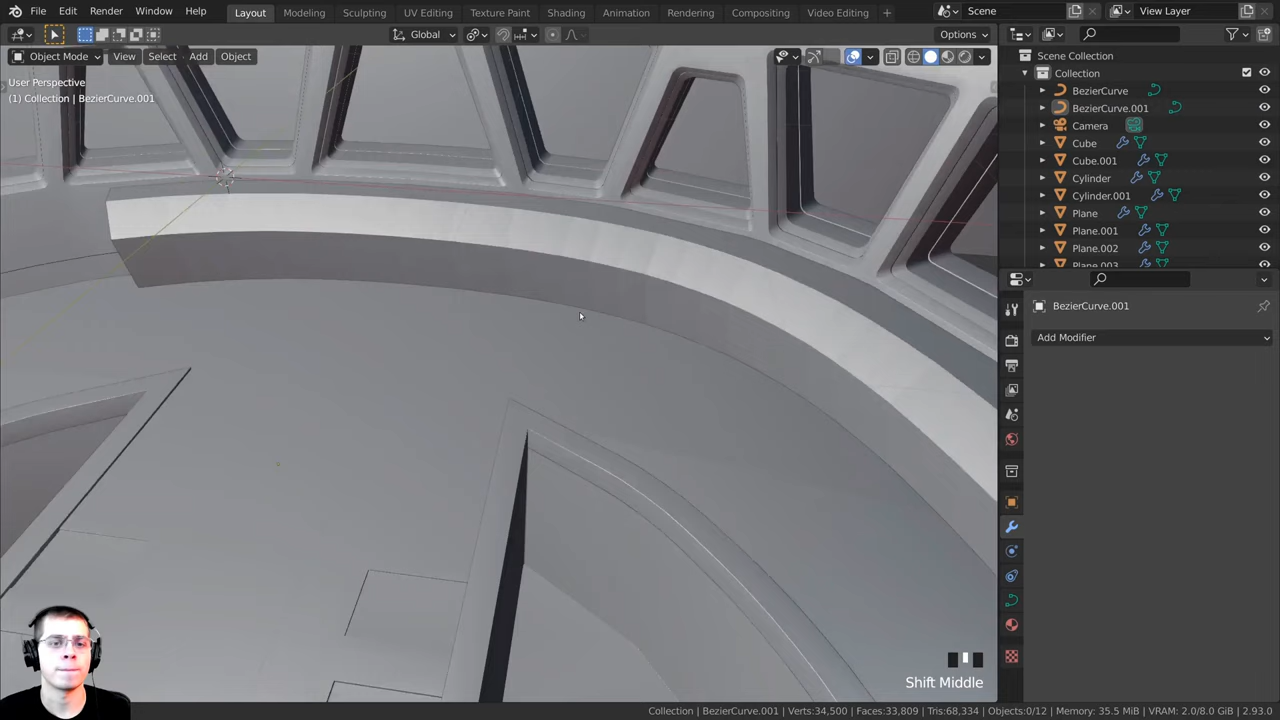 File Edit Render Window Help Layout Modeling Sculpting UV Editing Texture Paint Shading Animation Rendering Compositing Video Editing + Scene View Layer
Global Options
Object Mode View Select Add Object
User Perspective
(1) Collection | BezierCurve.001
Scene Collection
Collection
BezierCurve
BezierCurve.001
Camera
Cube
Cube.001
Cylinder
Cylinder.001
Plane
Plane.001
Plane.002
Plane.003
BezierCurve.001
Add Modifier
Shift Middle
Collection | BezierCurve.001 | Verts:34,500 | Faces:33,809 | Tris:68,334 | Objects:0/12 | Memory: 35.5 MiB | VRAM: 2.0/8.0 GiB | 2.93.0